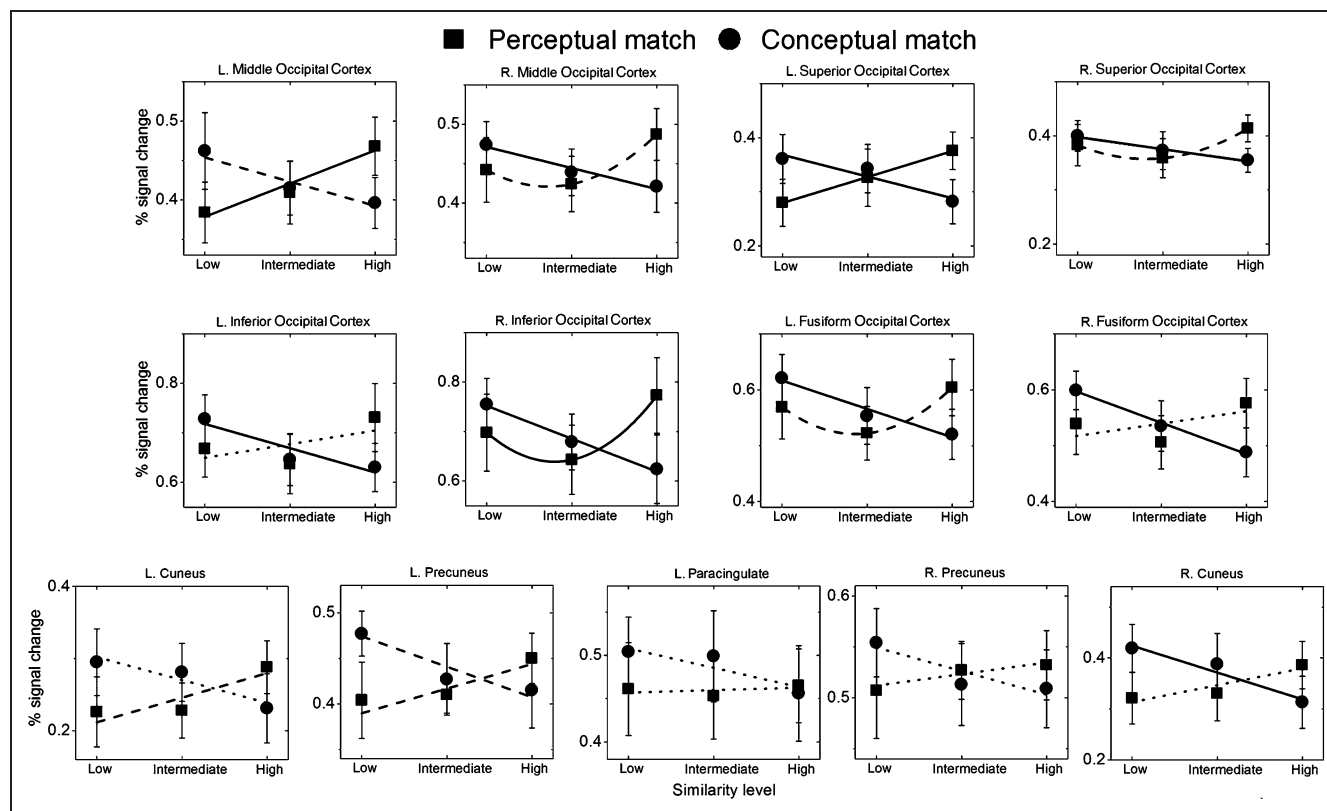 Perceptual match Conceptual match
L. Middle Occipital Cortex
R. Middle Occipital Cortex
L. Superior Occipital Cortex
R. Superior Occipital Cortex
% signal change
0.5
0.4
0.5
0.4
0.4
0.2
0.4
0.2
Low Intermediate High
Low Intermediate High
Low Intermediate High
Low Intermediate High
L. Inferior Occipital Cortex
R. Inferior Occipital Cortex
L. Fusiform Occipital Cortex
R. Fusiform Occipital Cortex
% signal change
0.8
0.6
0.8
0.6
0.6
0.4
0.6
0.4
Low Intermediate High
Low Intermediate High
Low Intermediate High
Low Intermediate High
L. Cuneus
L. Precuneus
L. Paracingulate
R. Precuneus
R. Cuneus
% signal change
0.4
0.2
0.5
0.4
0.5
0.4
0.6
0.5
0.4
0.2
Low Intermediate High
Low Intermediate High
Low Intermediate High
Low Intermediate High
Low Intermediate High
Similarity level